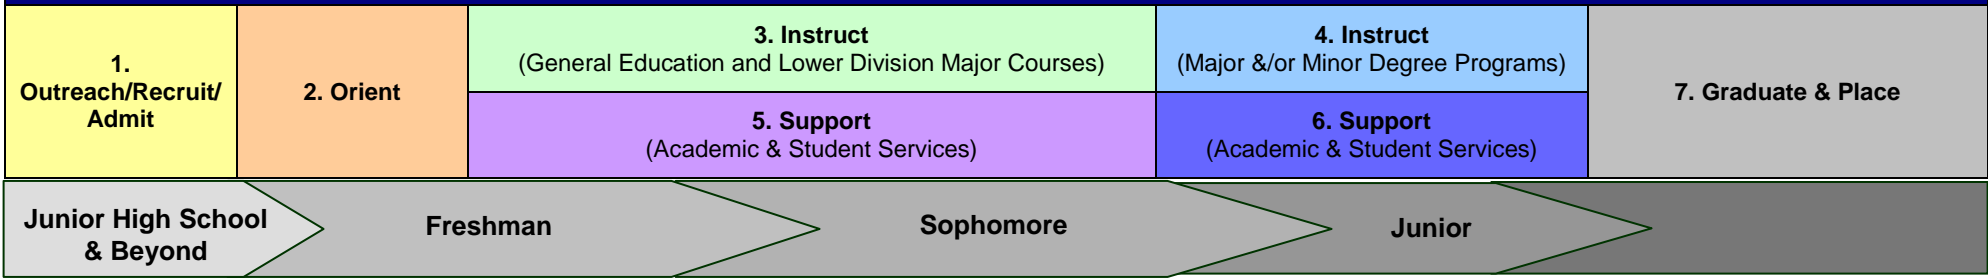 1.
Outreach/Recruit/
Admit
2. Orient
3. Instruct
(General Education and Lower Division Major Courses)
4. Instruct
(Major &/or Minor Degree Programs)
5. Support
(Academic & Student Services)
6. Support
(Academic & Student Services)
7. Graduate & Place
Junior High School
& Beyond
Freshman
Sophomore
Junior